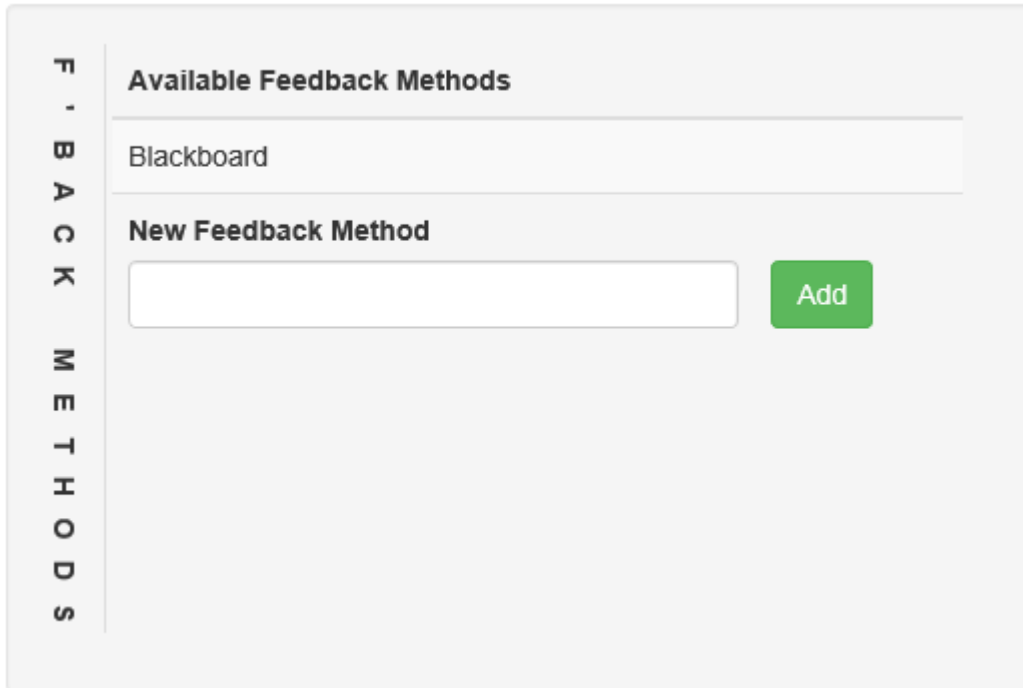 F'BACK METHODS
Available Feedback Methods
Blackboard
New Feedback Method
Add